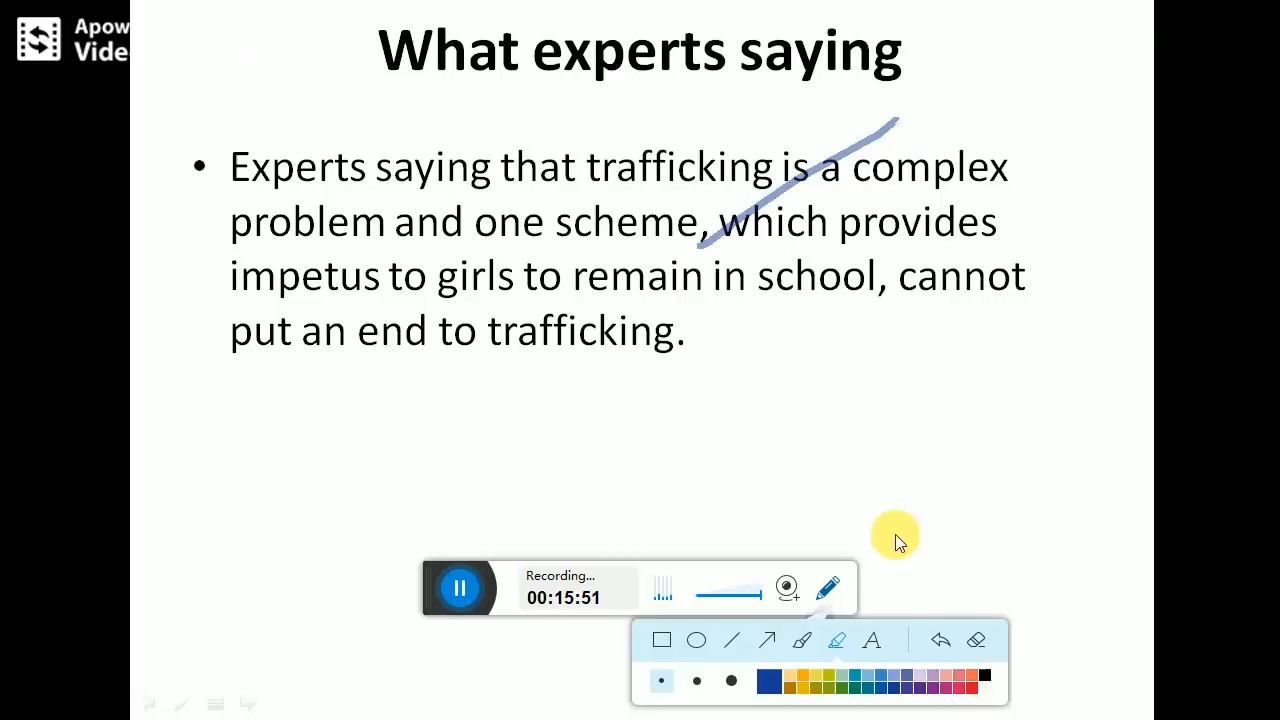 Apow
Vide
What experts saying
• Experts saying that trafficking is a complex
problem and one scheme, which provides
impetus to girls to remain in school, cannot
put an end to trafficking.
Recording...
00:15:51
A